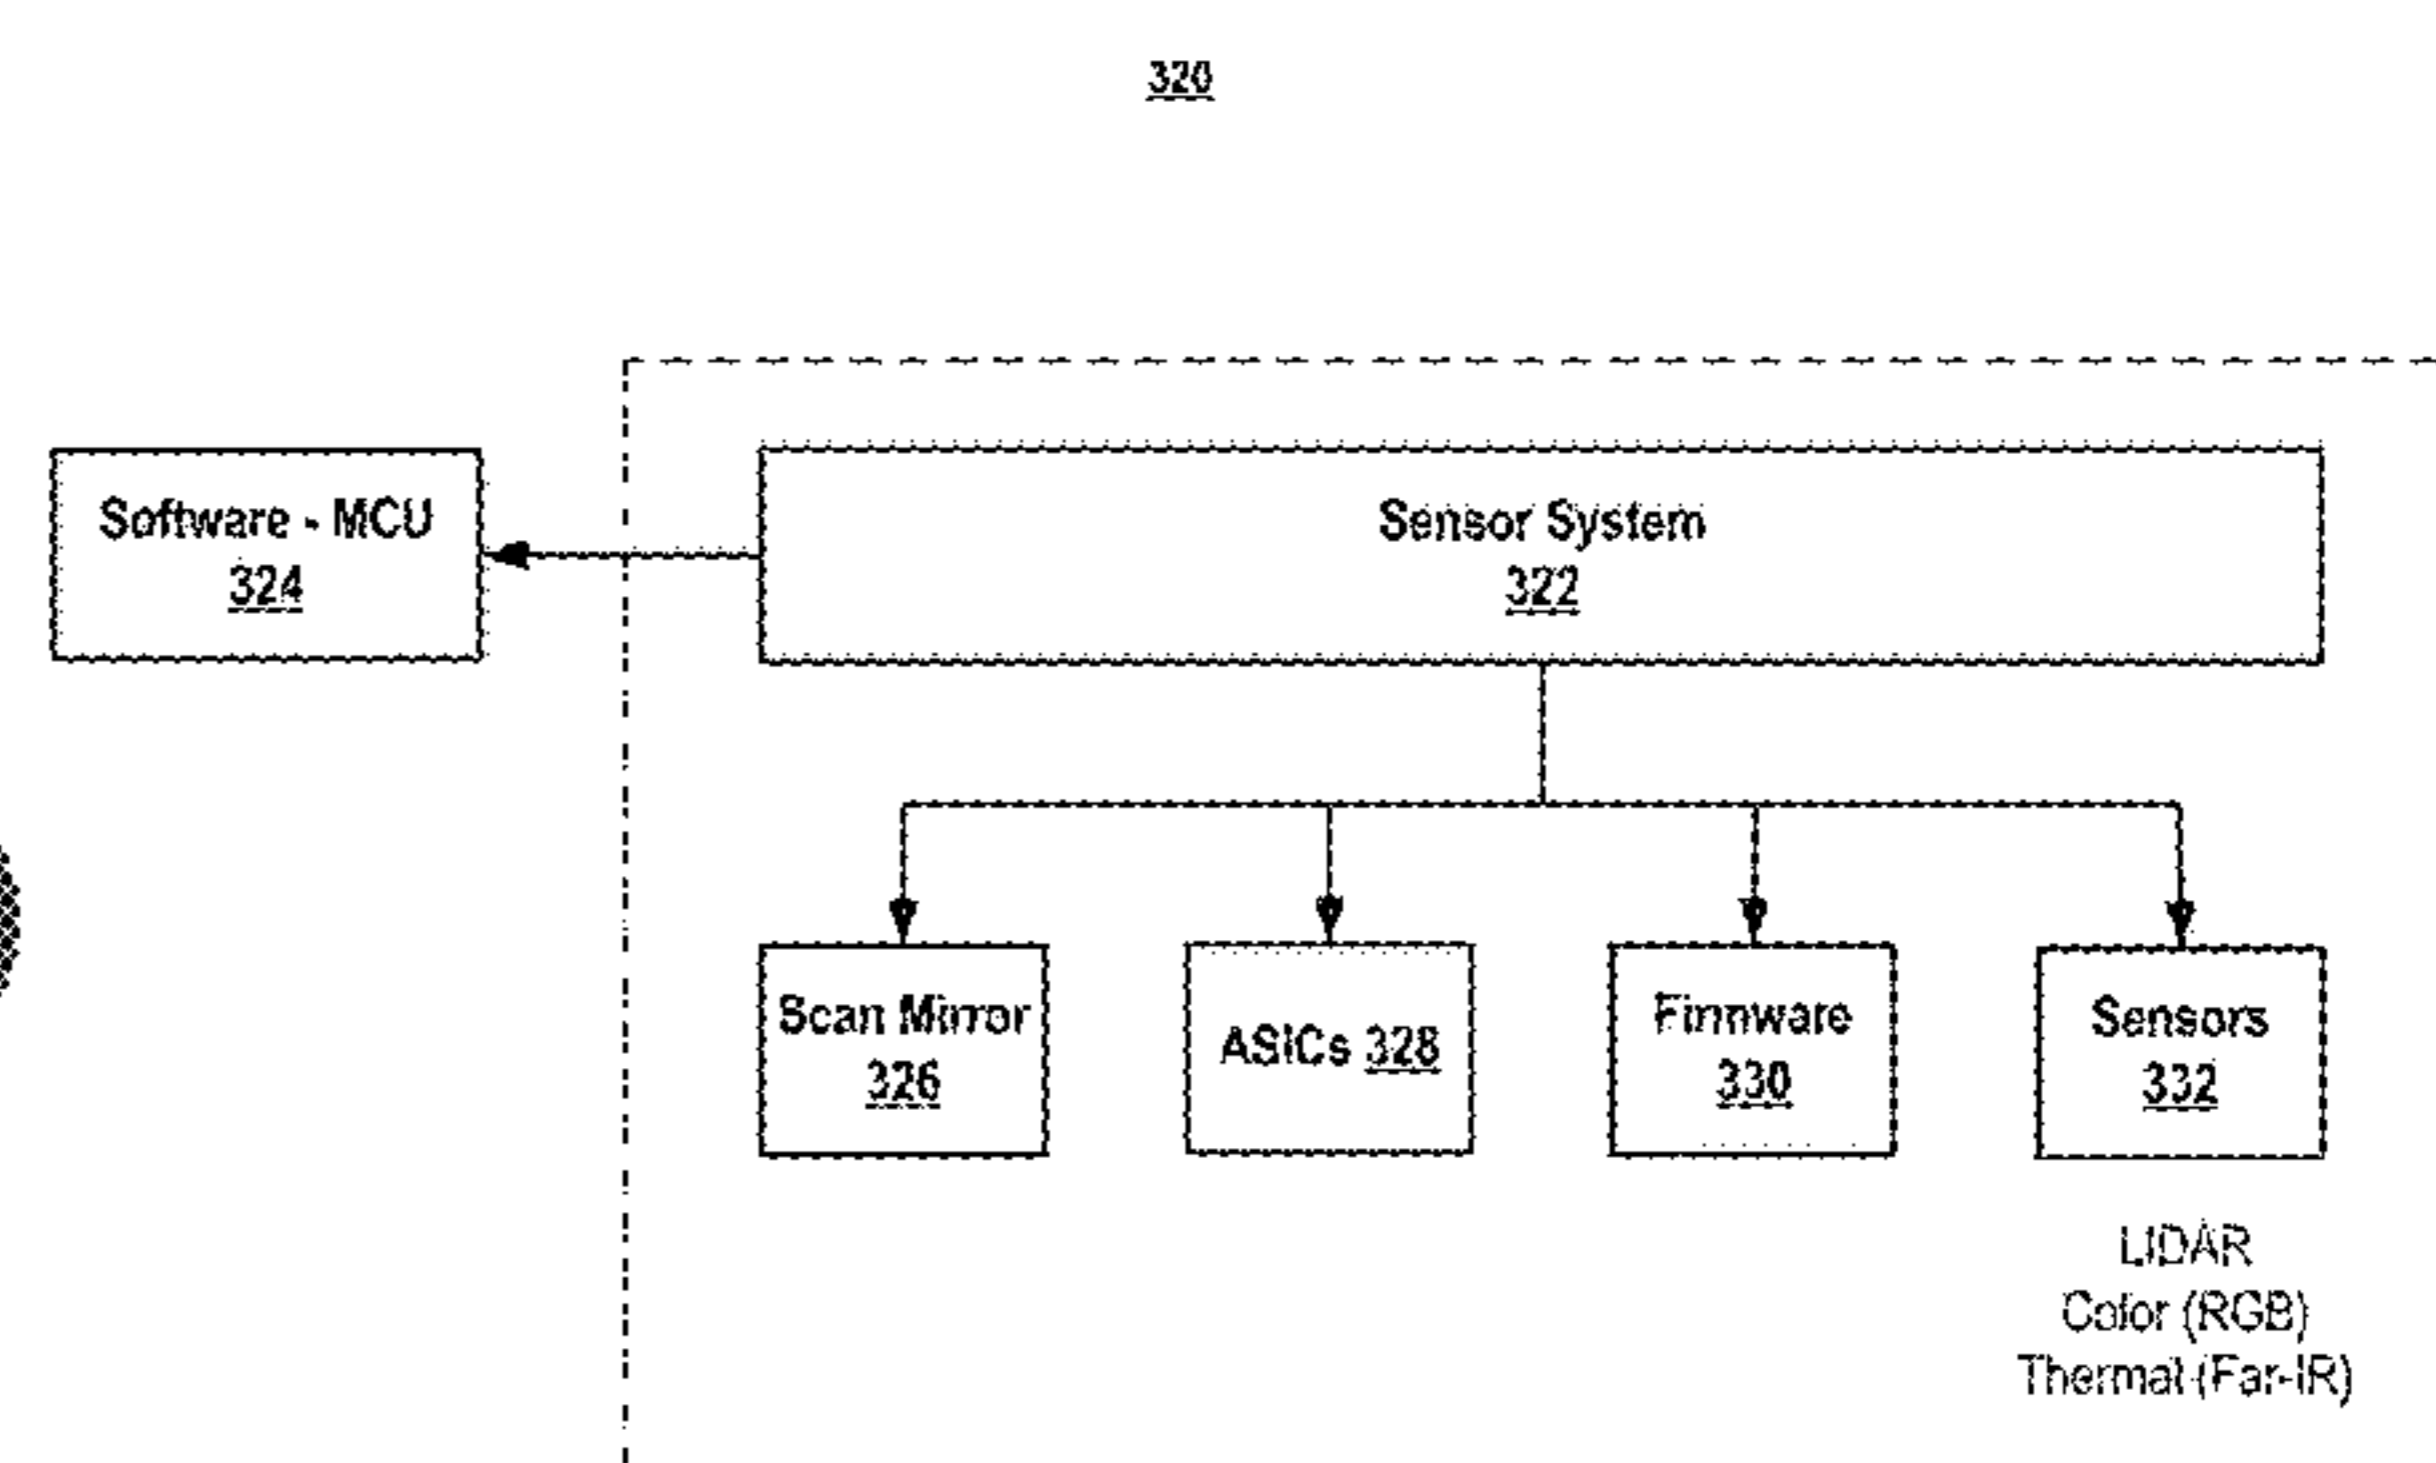 320
Software - MCU
324
Sensor System
322
Scan Mirror
326
ASICs 328
Firmware
330
Sensors
332
LIDAR
Color (RGB)
Thermal (Far-IR)